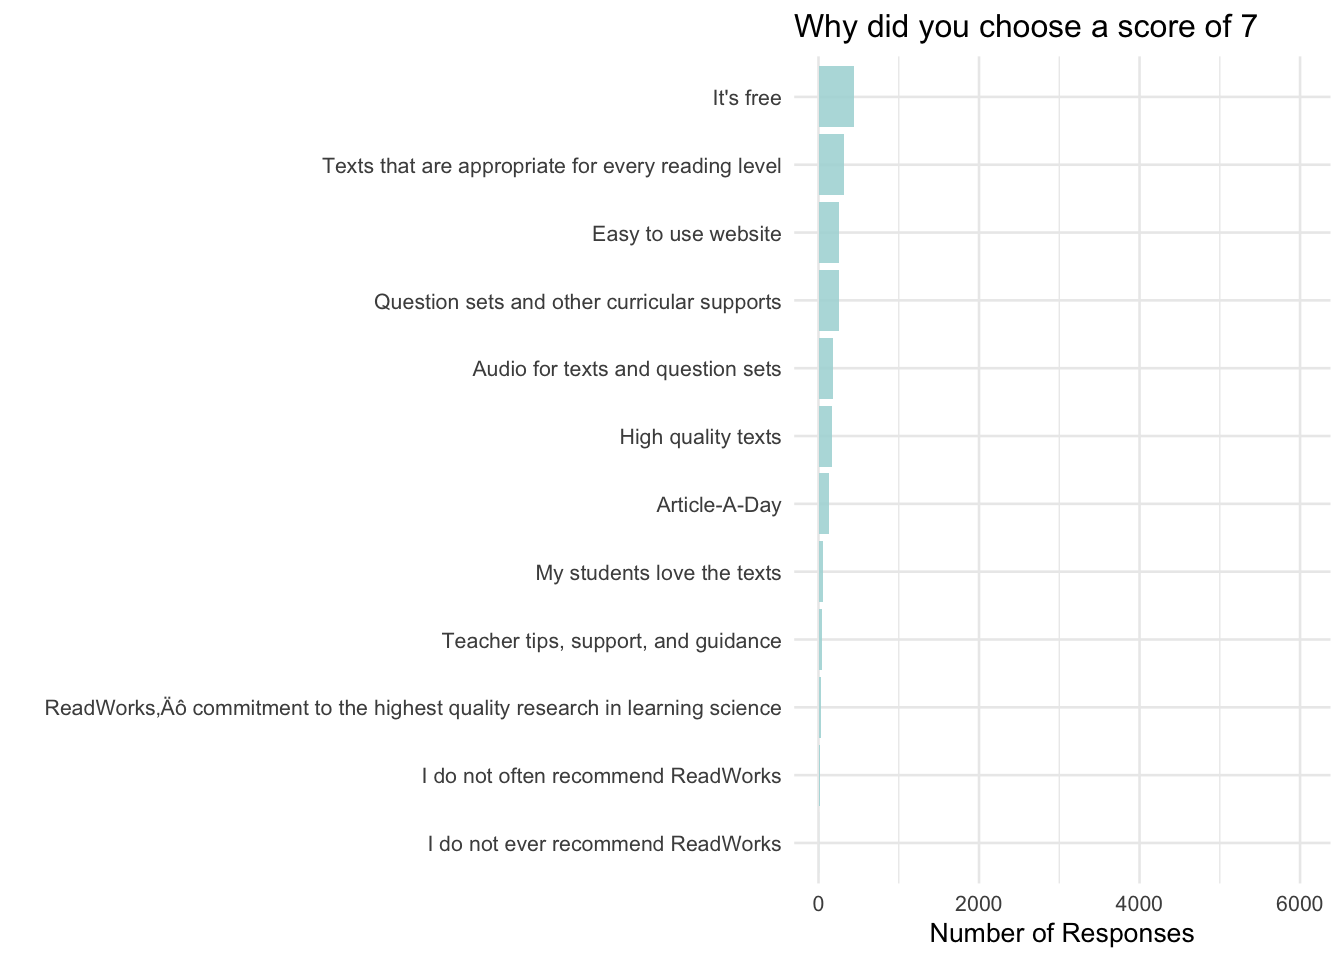 Why did you choose a score of 7
It's free
Texts that are appropriate for every reading level
Easy to use website
Question sets and other curricular supports
Audio for texts and question sets
High quality texts
Article-A-Day
My students love the texts
Teacher tips, support, and guidance
ReadWorks‚Äô commitment to the highest quality research in learning science
I do not often recommend ReadWorks
I do not ever recommend ReadWorks
0 2000 4000 6000
Number of Responses